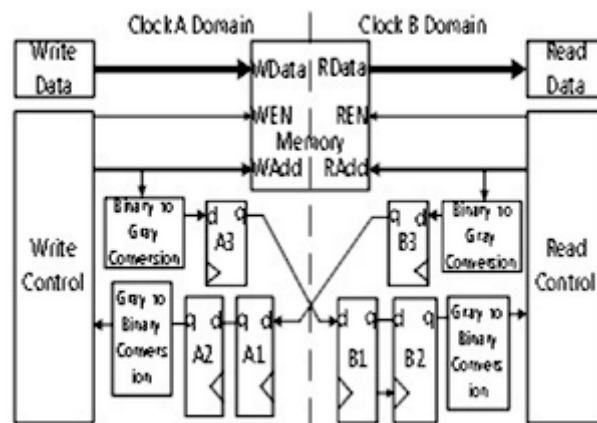 Clock A Domain
Clock B Domain
Write
Data
WData
RData
Read
Data
WEN
REN
Memory
WAdd
RAdd
Binary to
Gray
Conversion
d q
A3
q d
B3
Binary to
Gray
Conversion
Write
Control
Read
Control
Gray to
Binary
Convers
ion
q d
A2
q d
A1
d q
B1
d q
B2
Gray to
Binary
Convers
ion